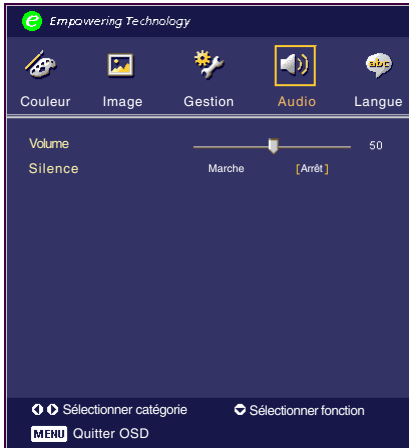 e Empowering Technology
Couleur Image Gestion Audio Langue
abc
Volume 50
Silence Marche [Arrêt]
Sélectionner catégorie Sélectionner fonction
MENU Quitter OSD